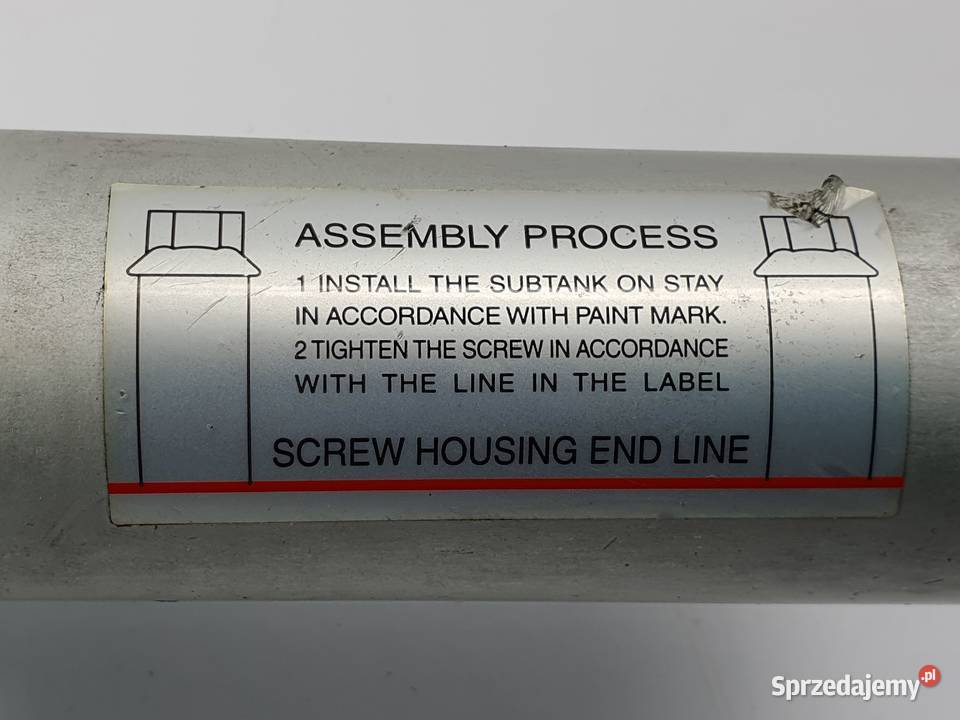 ASSEMBLY PROCESS
1 INSTALL THE SUBTANK ON STAY
IN ACCORDANCE WITH PAINT MARK.
2 TIGHTEN THE SCREW IN ACCORDANCE
WITH THE LINE IN THE LABEL
SCREW HOUSING END LINE
Sprzedajemy.pl